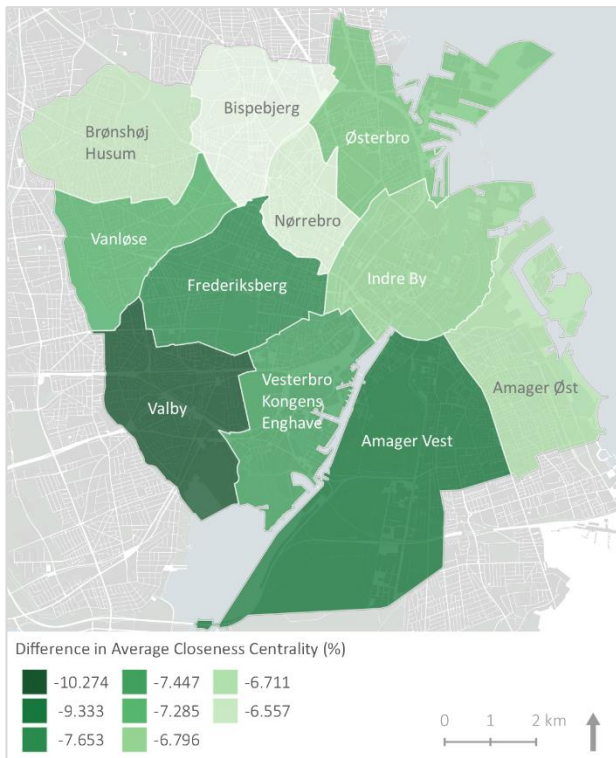 Bispebjerg
Brønshøj
Husum
Østerbro
Nørrebro
Vanløse
Indre By
Frederiksberg
Vesterbro
Kongens
Enghave
Valby
Amager Øst
Amager Vest
Difference in Average Closeness Centrality (%)
-10.274 -7.447 -6.711
-9.333 -7.285 -6.557
-7.653 -6.796
0 1 2 km